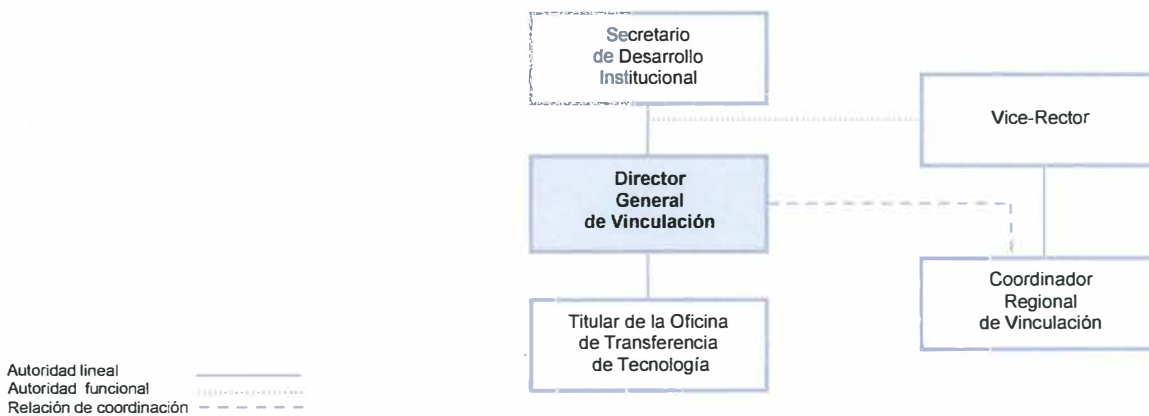 Secretario
de Desarrollo
Institucional
Vice-Rector
Director
General
de Vinculación
Coordinador
Regional
de Vinculación
Titular de la Oficina
de Transferencia
de Tecnología
Autoridad lineal
Autoridad funcional
Relación de coordinación